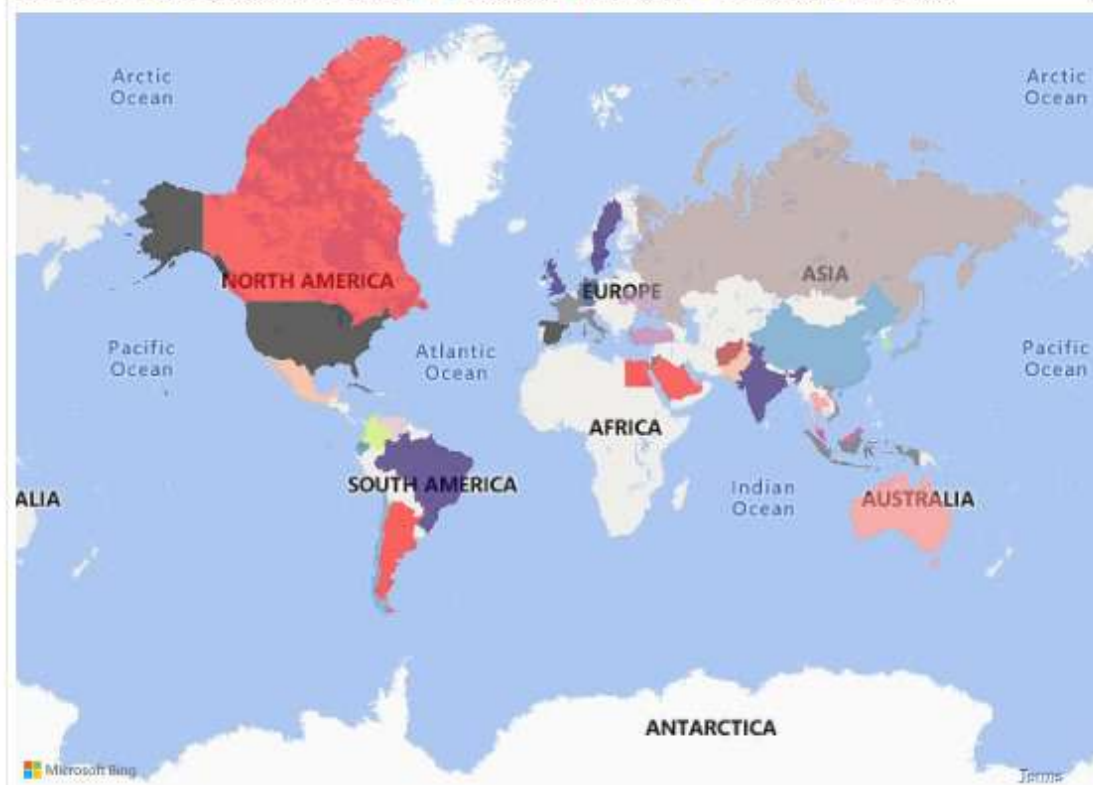 Arctic
Ocean
Arctic
Ocean
NORTH AMERICA
EUROPE
ASIA
Pacific
Ocean
Atlantic
Ocean
Pacific
Ocean
AFRICA
ALIA
SOUTH AMERICA
Indian
Ocean
AUSTRALIA
ANTARCTICA
Microsoft Bing
Terms